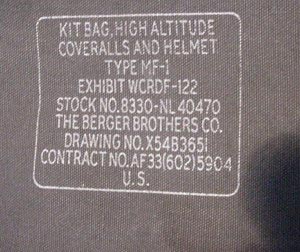 KIT BAG, HIGH ALTITUDE
COVERALLS AND HELMET
TYPE MF-1
EXHIBIT WCRDF-122
STOCK NO. 8330-NL 40470
THE BERGER BROTHERS CO.
DRAWING NO. X54B3651
CONTRACT NO. AF33(602)5904
U.S.